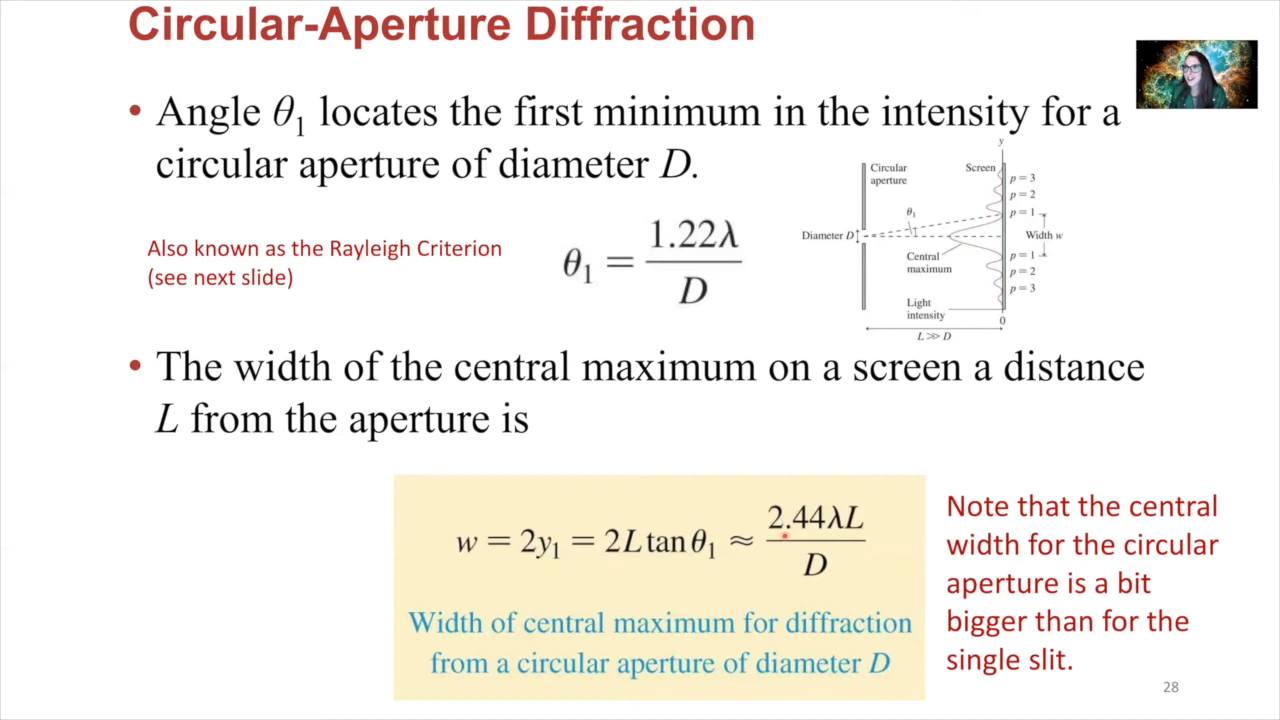 Circular-Aperture Diffraction
• Angle θ₁ locates the first minimum in the intensity for a
circular aperture of diameter D.
Also known as the Rayleigh Criterion
(see next slide)
θ₁ = 1.22λ / D
Circular
aperture
Screen
y
p = 3
p = 2
p = 1
θ₁
Diameter D
Width w
Central
maximum
p = 1
p = 2
p = 3
Light
intensity
0
L ≫ D
• The width of the central maximum on a screen a distance
L from the aperture is
w = 2y₁ = 2L tan θ₁ ≈ 2.44λL / D
Width of central maximum for diffraction
from a circular aperture of diameter D
Note that the central
width for the circular
aperture is a bit
bigger than for the
single slit.
28